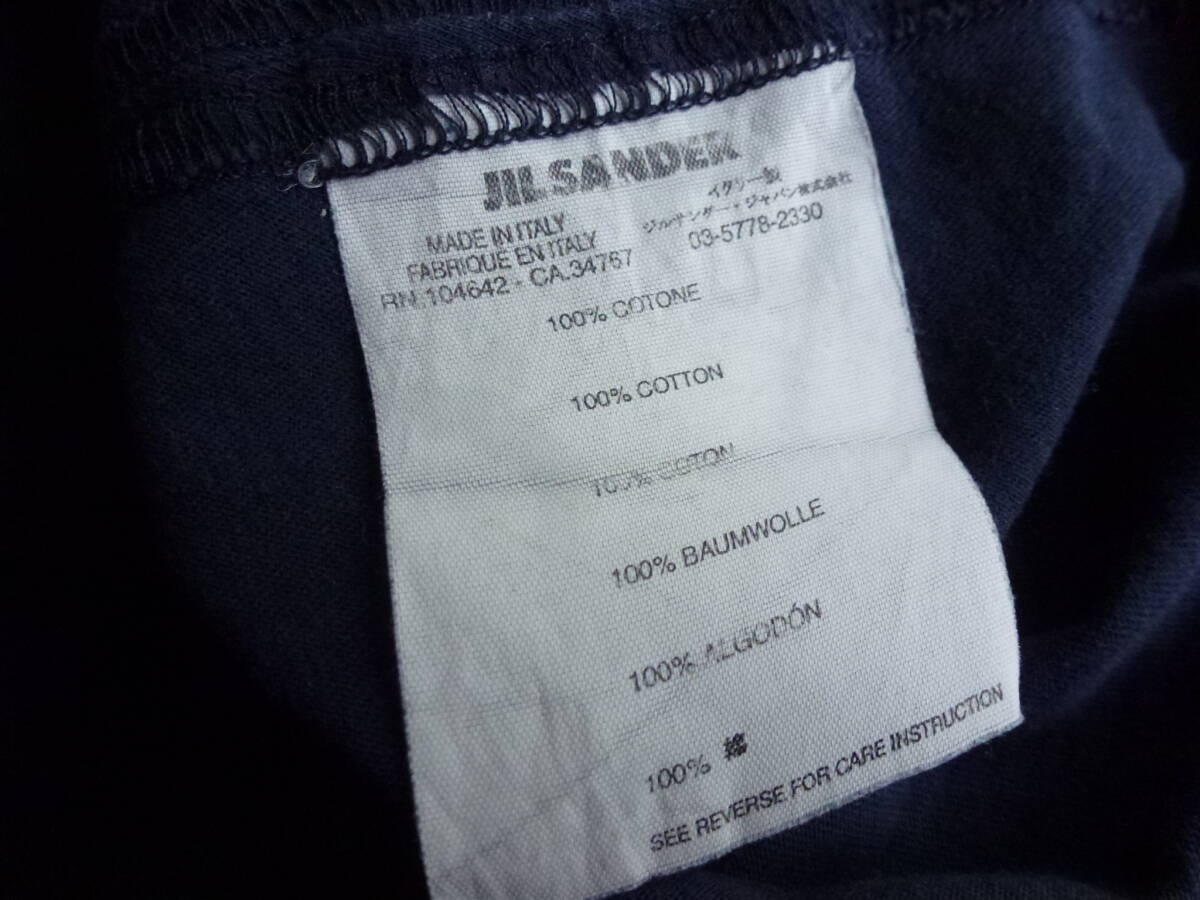 JIL SANDER
MADE IN ITALY
FABRIQUE EN ITALY
RN 104642 - CA.34767
イタリー製
ジルサンダー・ジャパン株式会社
03-5778-2330
100% COTONE
100% COTTON
100% COTON
100% BAUMWOLLE
100% ALGODÓN
100% 綿
SEE REVERSE FOR CARE INSTRUCTION